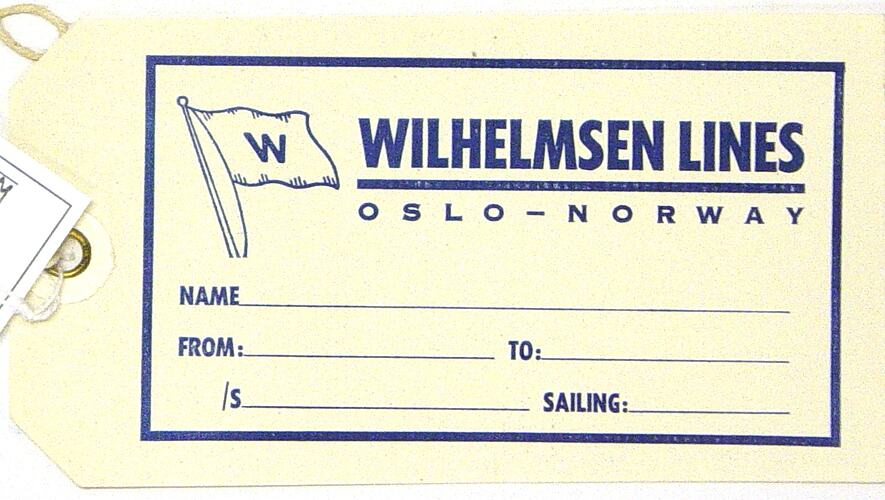 W
WILHELMSEN LINES
OSLO–NORWAY
NAME
FROM: TO:
/S SAILING:
M